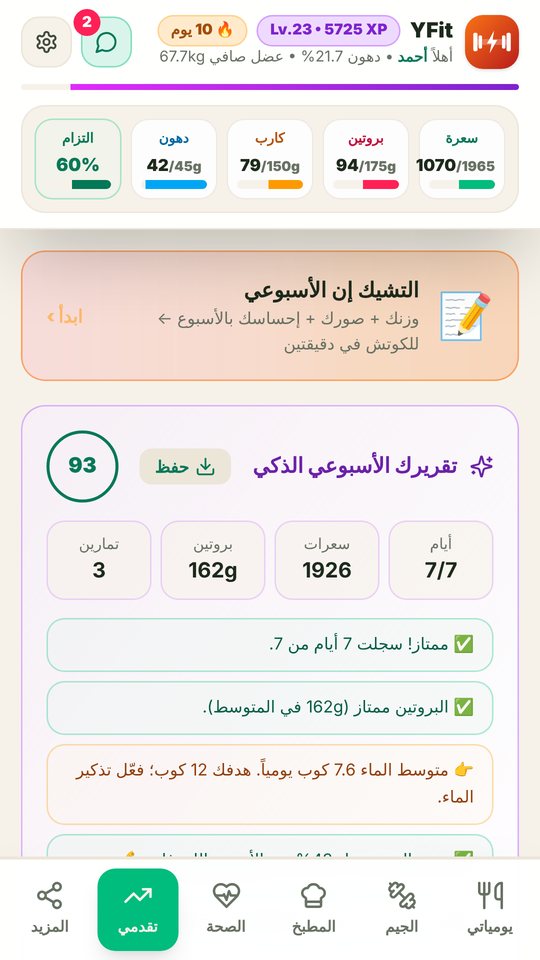 YFit
Lv.23 • 5725 XP
🔥 10 يوم
2
أهلاً أحمد • دهون 21.7% • عضل صافي 67.7kg
سعرة
1070/1965
بروتين
94/175g
كارب
79/150g
دهون
42/45g
التزام
60%
التشيك إن الأسبوعي
وزنك + صورك + إحساسك بالأسبوع ←
للكوتش في دقيقتين
ابدأ ‹
تقريرك الأسبوعي الذكي
حفظ
93
أيام
7/7
سعرات
1926
بروتين
162g
تمارين
3
✅ ممتاز! سجلت 7 أيام من 7.
✅ البروتين ممتاز (162g في المتوسط).
👉 متوسط الماء 7.6 كوب يومياً. هدفك 12 كوب؛ فعّل تذكير
الماء.
يومياتي
الجيم
المطبخ
الصحة
تقدمي
المزيد